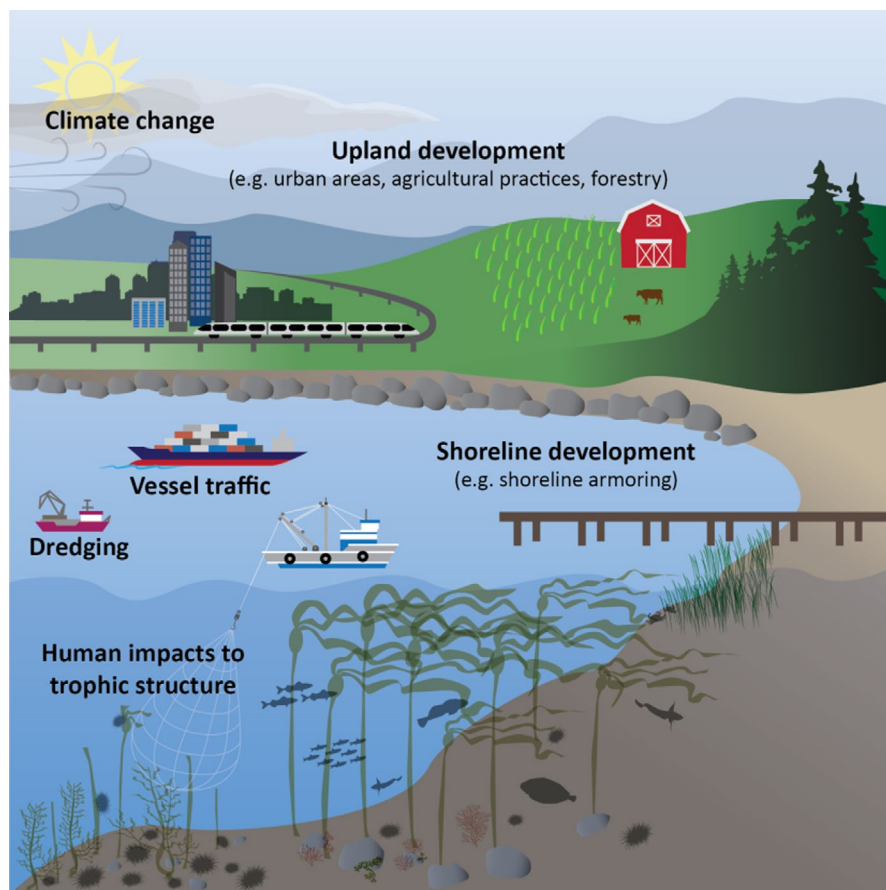 Climate change
Upland development
(e.g. urban areas, agricultural practices, forestry)
Shoreline development
(e.g. shoreline armoring)
Vessel traffic
Dredging
Human impacts to
trophic structure